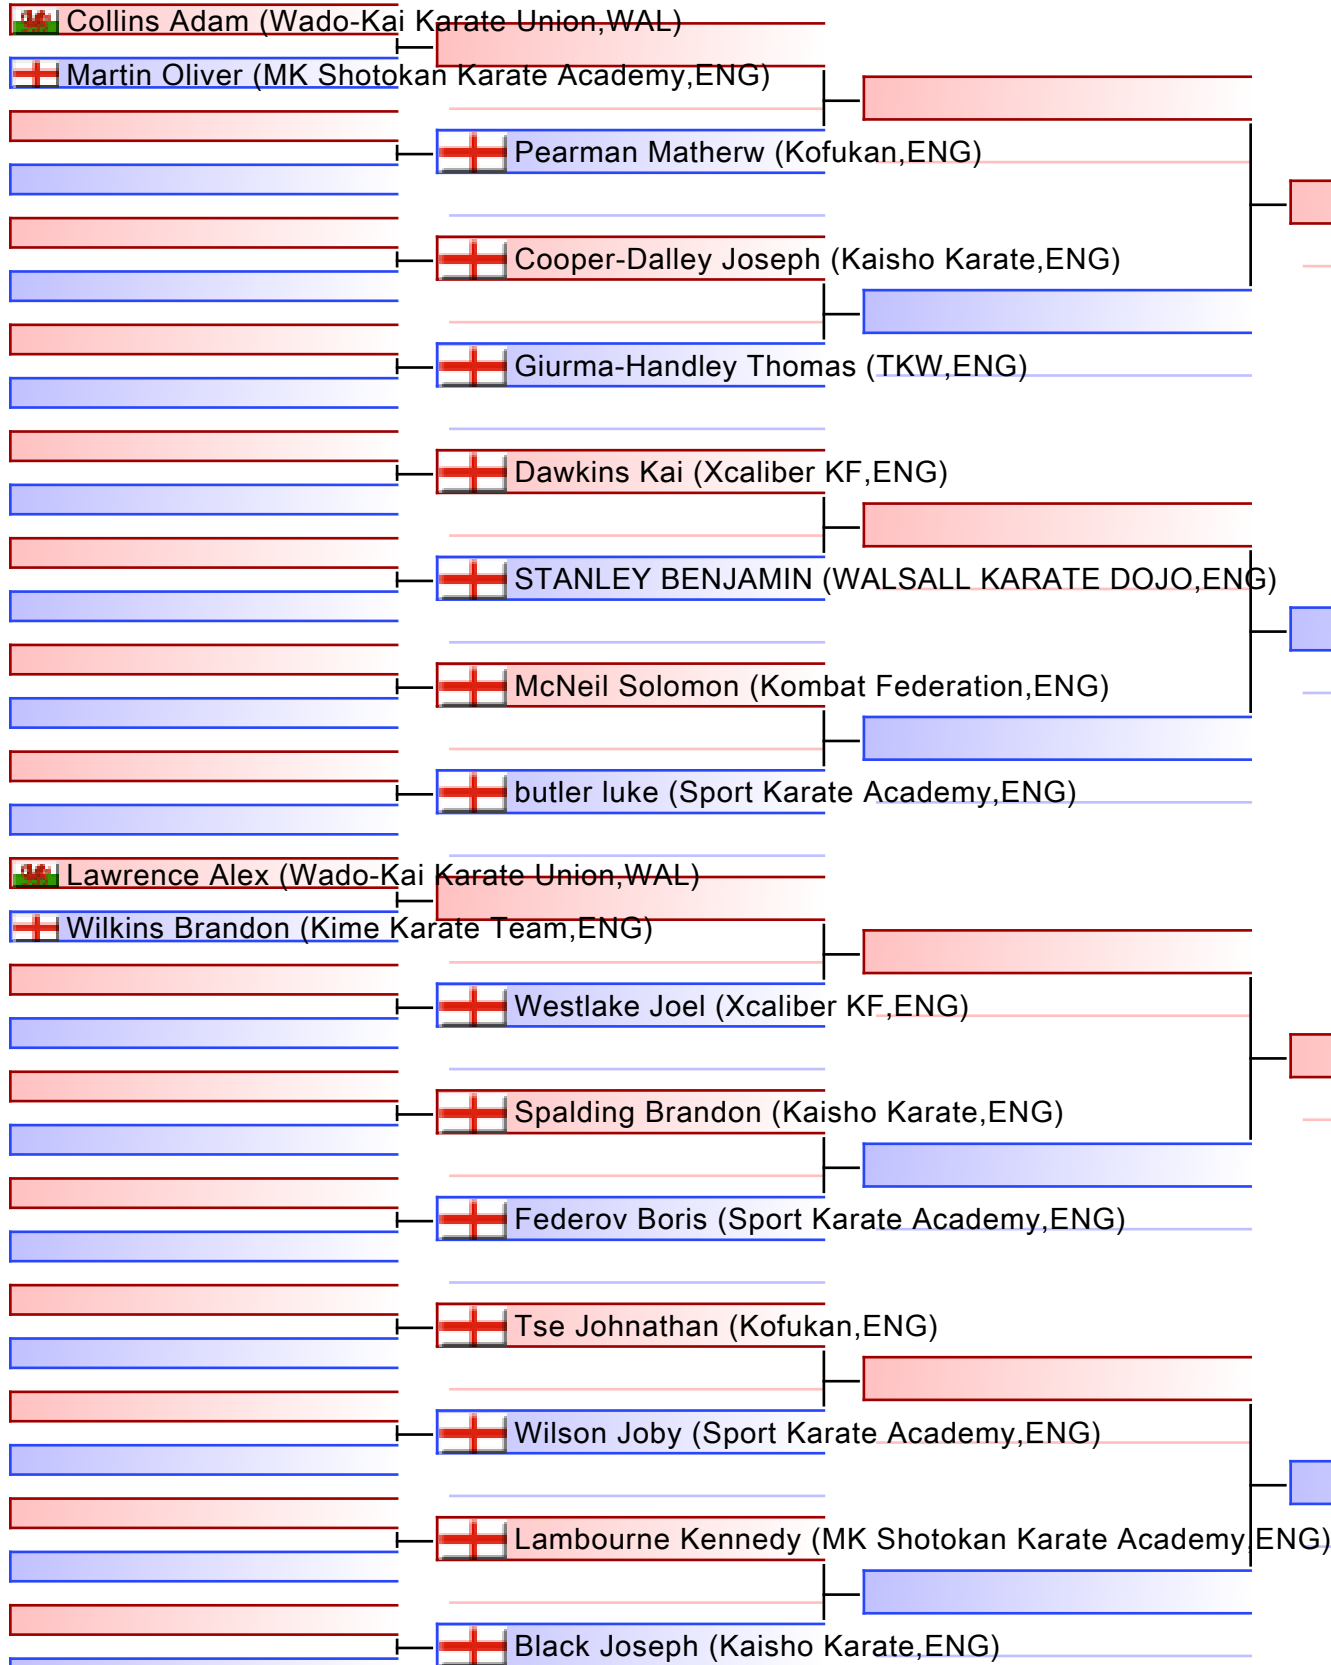 Collins Adam (Wado-Kai Karate Union,WAL)
Martin Oliver (MK Shotokan Karate Academy,ENG)
Pearman Matherw (Kofukan,ENG)
Cooper-Dalley Joseph (Kaisho Karate,ENG)
Giurma-Handley Thomas (TKW,ENG)
Dawkins Kai (Xcaliber KF,ENG)
STANLEY BENJAMIN (WALSALL KARATE DOJO,ENG)
McNeil Solomon (Kombat Federation,ENG)
butler luke (Sport Karate Academy,ENG)
Lawrence Alex (Wado-Kai Karate Union,WAL)
Wilkins Brandon (Kime Karate Team,ENG)
Westlake Joel (Xcaliber KF,ENG)
Spalding Brandon (Kaisho Karate,ENG)
Federov Boris (Sport Karate Academy,ENG)
Tse Johnathan (Kofukan,ENG)
Wilson Joby (Sport Karate Academy,ENG)
Lambourne Kennedy (MK Shotokan Karate Academy,ENG)
Black Joseph (Kaisho Karate,ENG)